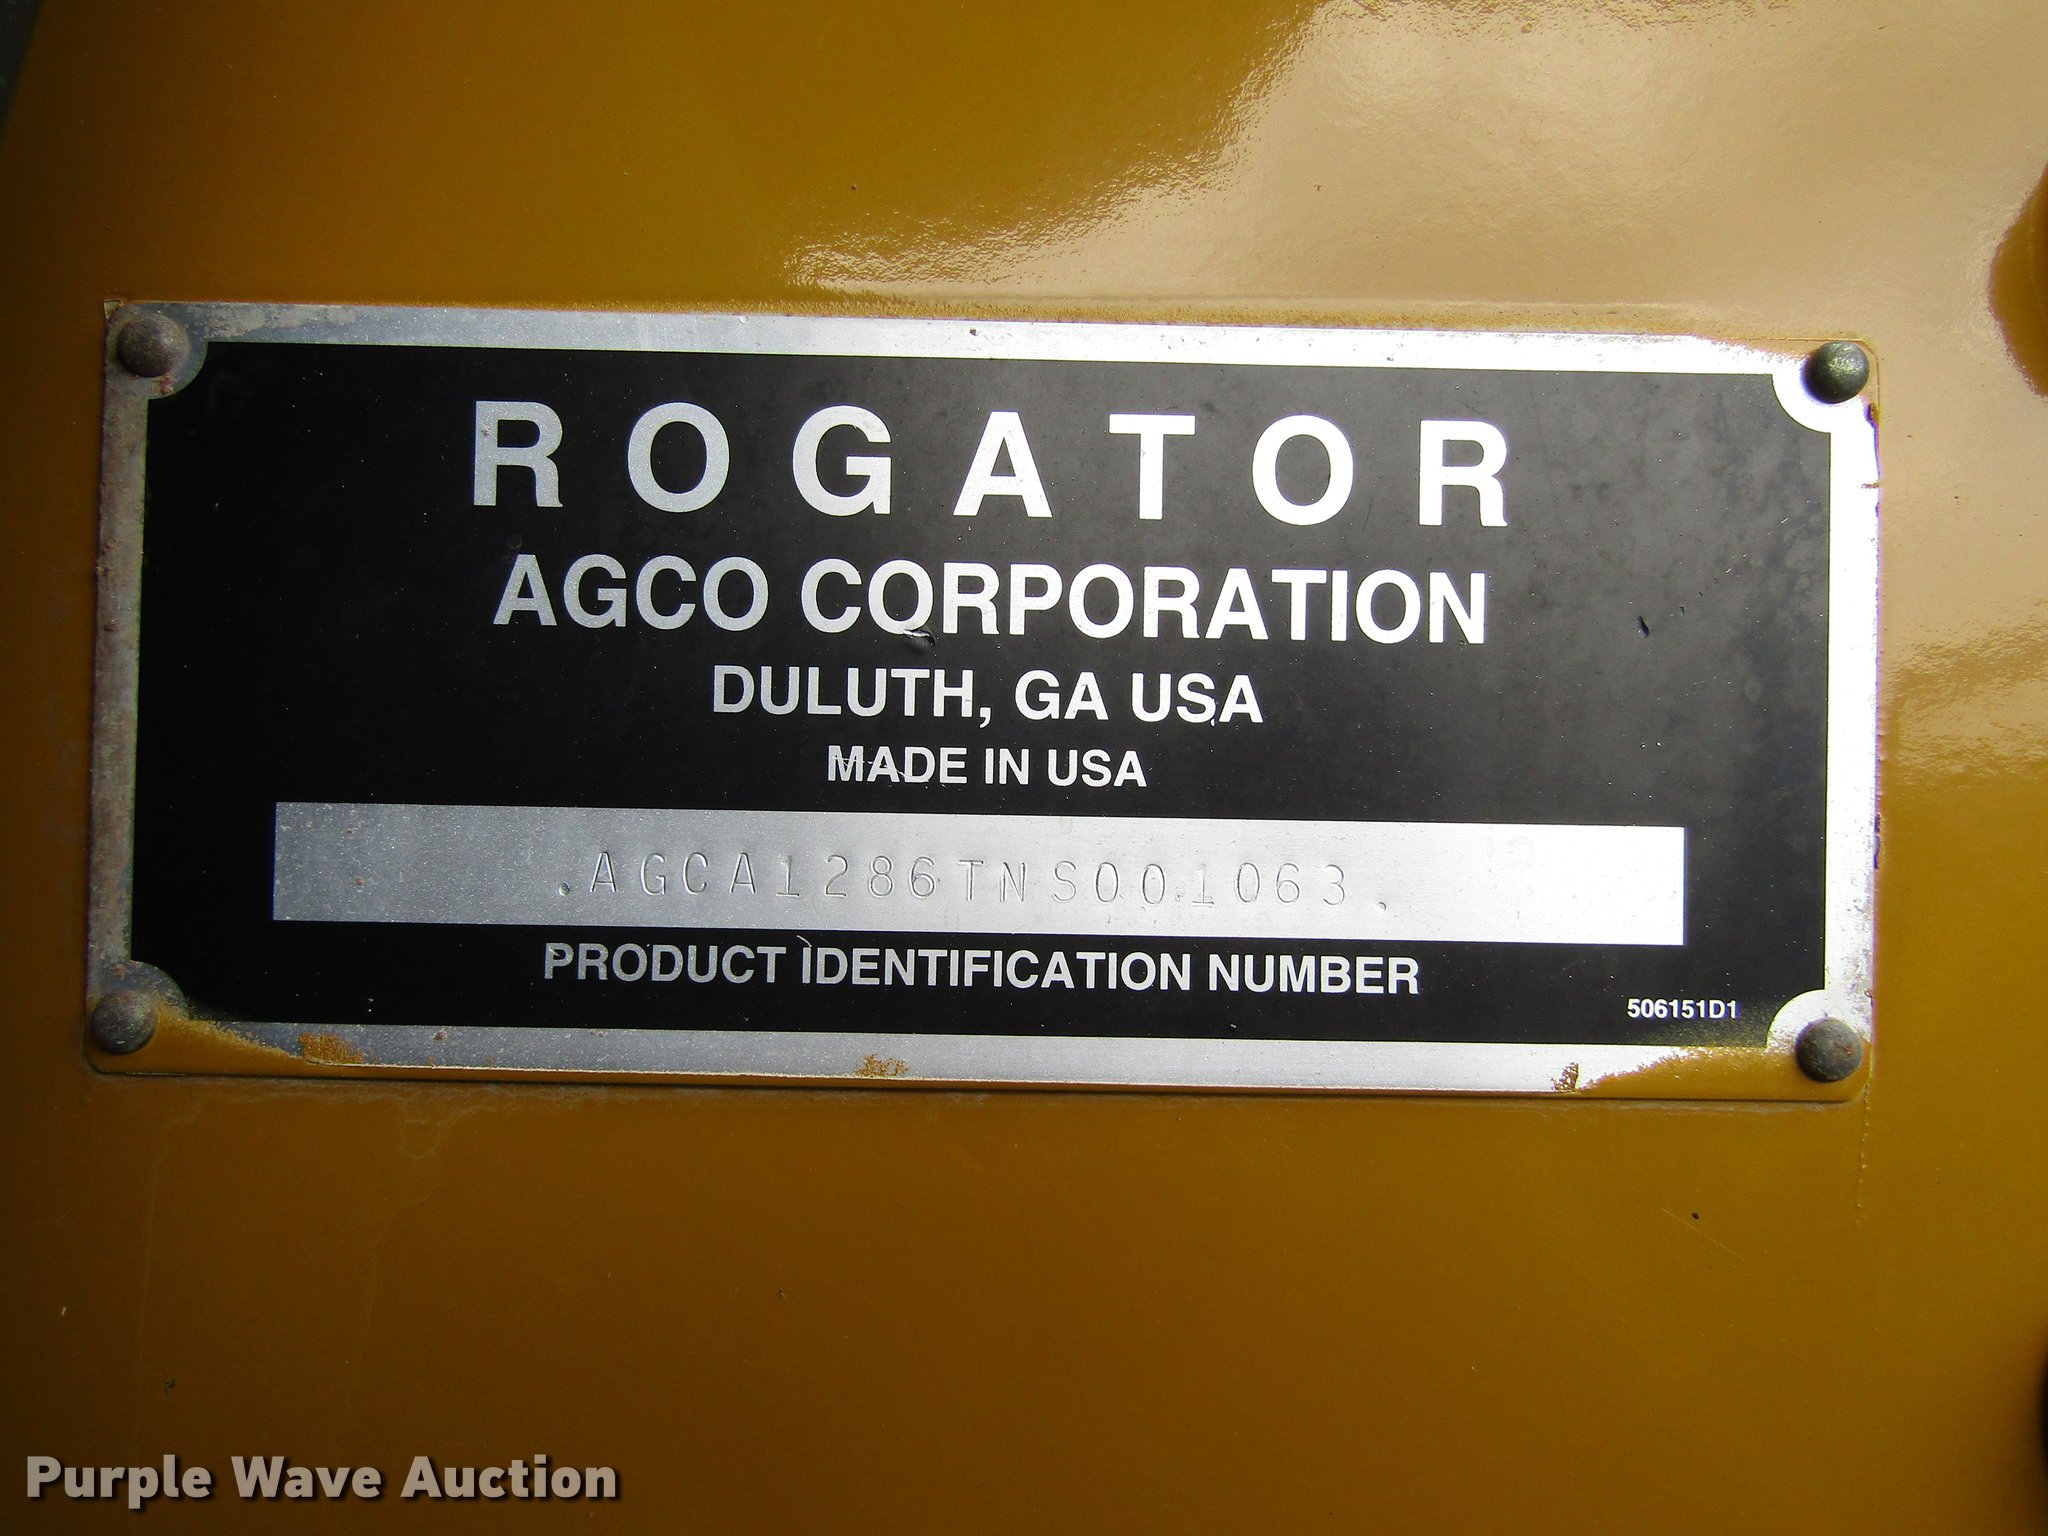 ROGATOR
AGCO CORPORATION
DULUTH, GA USA
MADE IN USA
.AGCA1286TNS001063.
PRODUCT IDENTIFICATION NUMBER
506151D1
Purple Wave Auction